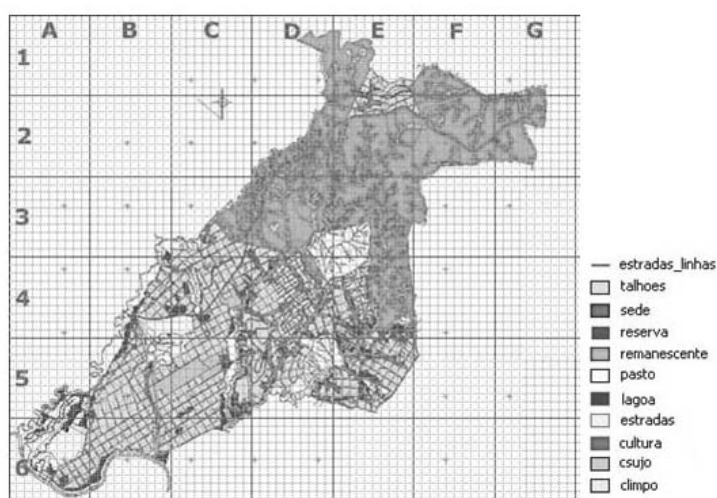 A B C D E F G
1
2
3
4
5
6
estradas_linhas
talhoes
sede
reserva
remanescente
pasto
lagoa
estradas
cultura
csujo
climpo